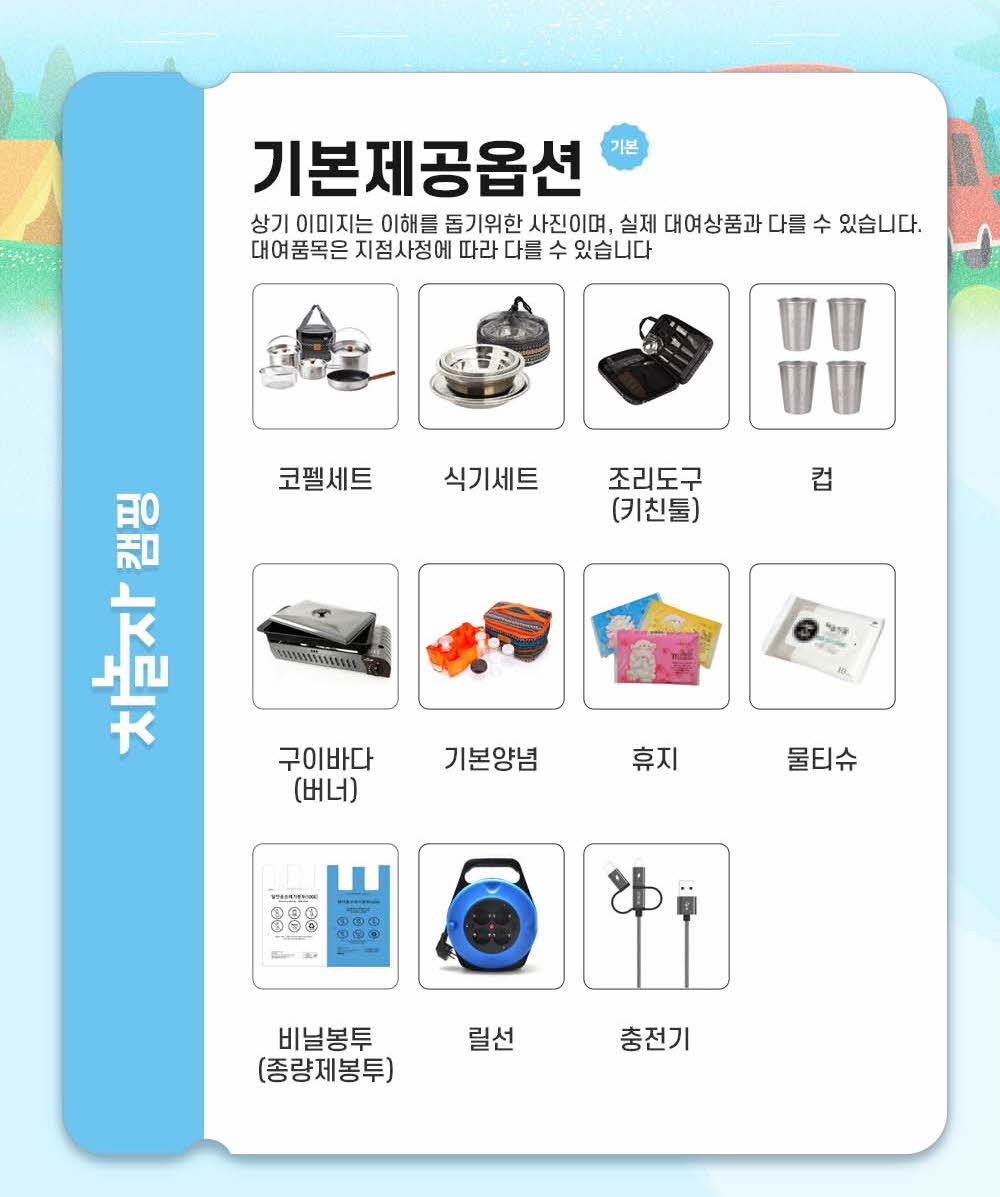 기본제공옵션
기본
상기 이미지는 이해를 돕기위한 사진이며, 실제 대여상품과 다를 수 있습니다.
대여품목은 지점사정에 따라 다를 수 있습니다
차놀자 캠핑
코펠세트
식기세트
조리도구
(키친툴)
컵
구이바다
(버너)
기본양념
휴지
물티슈
비닐봉투
(종량제봉투)
릴선
충전기